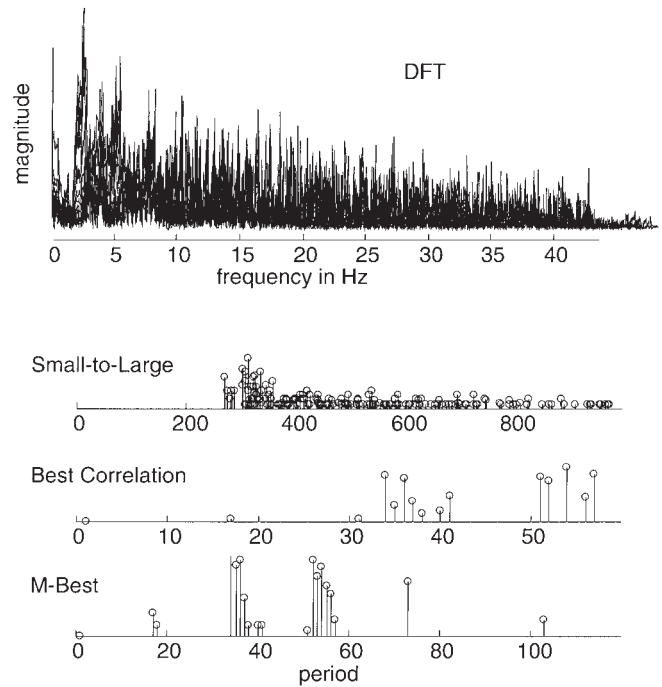 DFT
magnitude
0 5 10 15 20 25 30 35 40
frequency in Hz
Small-to-Large
0 200 400 600 800
Best Correlation
0 10 20 30 40 50
M-Best
0 20 40 60 80 100
period